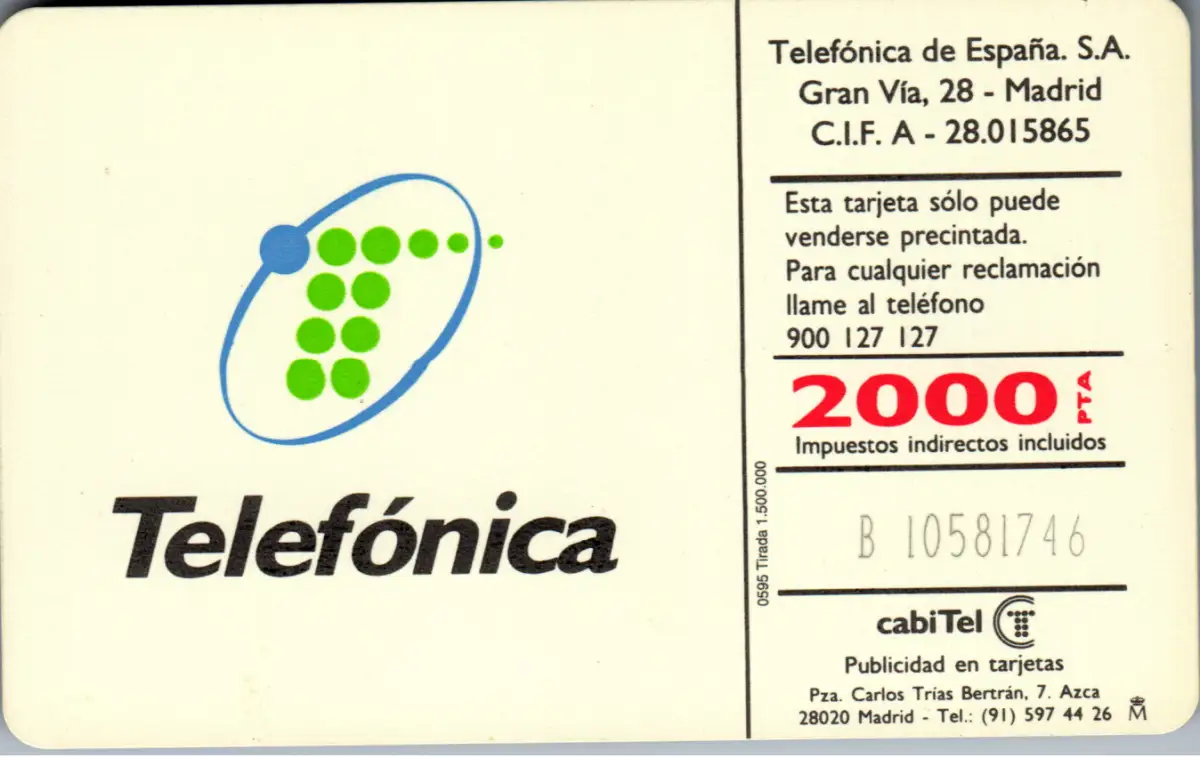 Telefónica
Telefónica de España. S.A.
Gran Vía, 28 - Madrid
C.I.F. A - 28.015865
Esta tarjeta sólo puede
venderse precintada.
Para cualquier reclamación
llame al teléfono
900 127 127
2000 PTA
Impuestos indirectos incluidos
0595 Tirada 1.500.000
B 10581746
cabiTel
Publicidad en tarjetas
Pza. Carlos Trías Bertrán, 7. Azca
28020 Madrid - Tel.: (91) 597 44 26
M